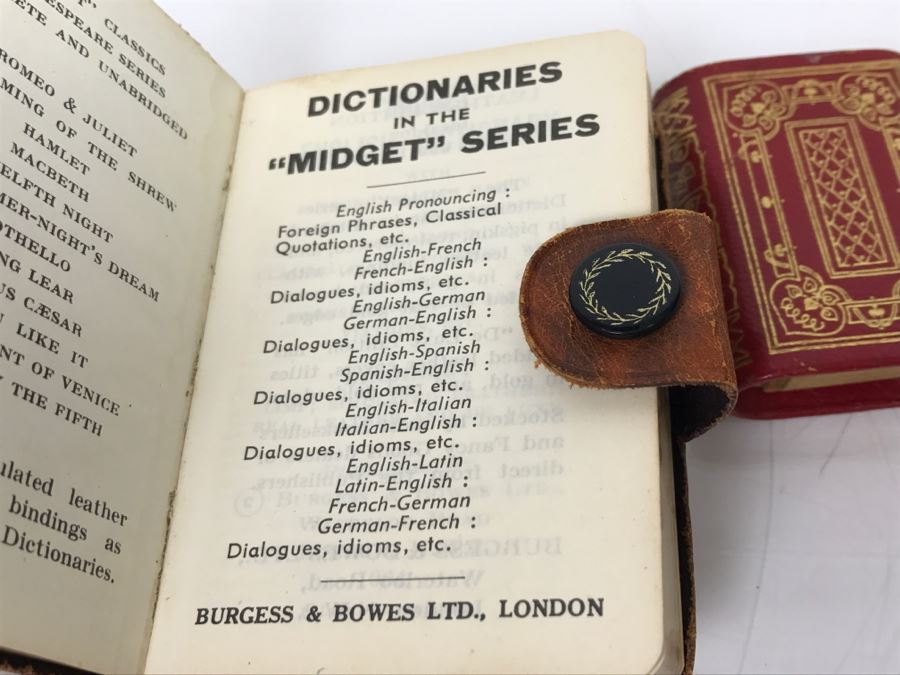 " CLASSICS
ESPEARE SERIES
ETE AND UNABRIDGED
ROMEO & JULIET
MING OF THE SHREW
HAMLET
MACBETH
ELFTH NIGHT
MER-NIGHT'S DREAM
OTHELLO
NG LEAR
US CÆSAR
U LIKE IT
NT OF VENICE
THE FIFTH
ulated leather
bindings as
Dictionaries.
DICTIONARIES
IN THE
"MIDGET" SERIES
English Pronouncing :
Foreign Phrases, Classical
Quotations, etc.
English-French
French-English :
Dialogues, idioms, etc.
English-German
German-English :
Dialogues, idioms, etc.
English-Spanish
Spanish-English :
Dialogues, idioms, etc.
English-Italian
Italian-English :
Dialogues, idioms, etc.
English-Latin
Latin-English :
French-German
German-French :
Dialogues, idioms, etc.
BURGESS & BOWES LTD., LONDON